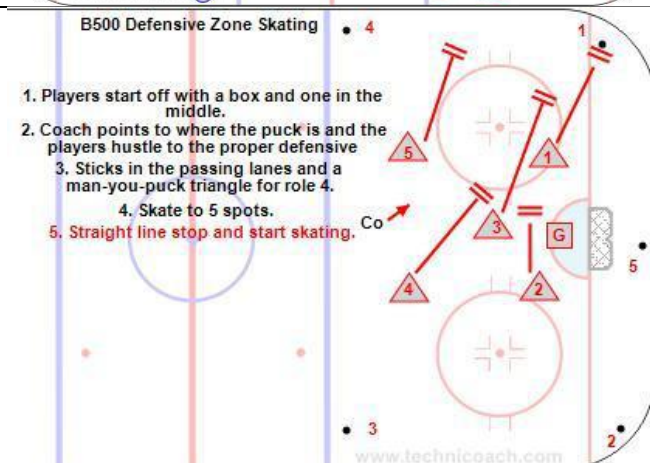 B500 Defensive Zone Skating
4
1
1. Players start off with a box and one in the
middle.
2. Coach points to where the puck is and the
players hustle to the proper defensive
3. Sticks in the passing lanes and a
man-you-puck triangle for role 4.
4. Skate to 5 spots.
5. Straight line stop and start skating.
Co
5
1
3
G
4
2
5
3
2
www.technicoach.com